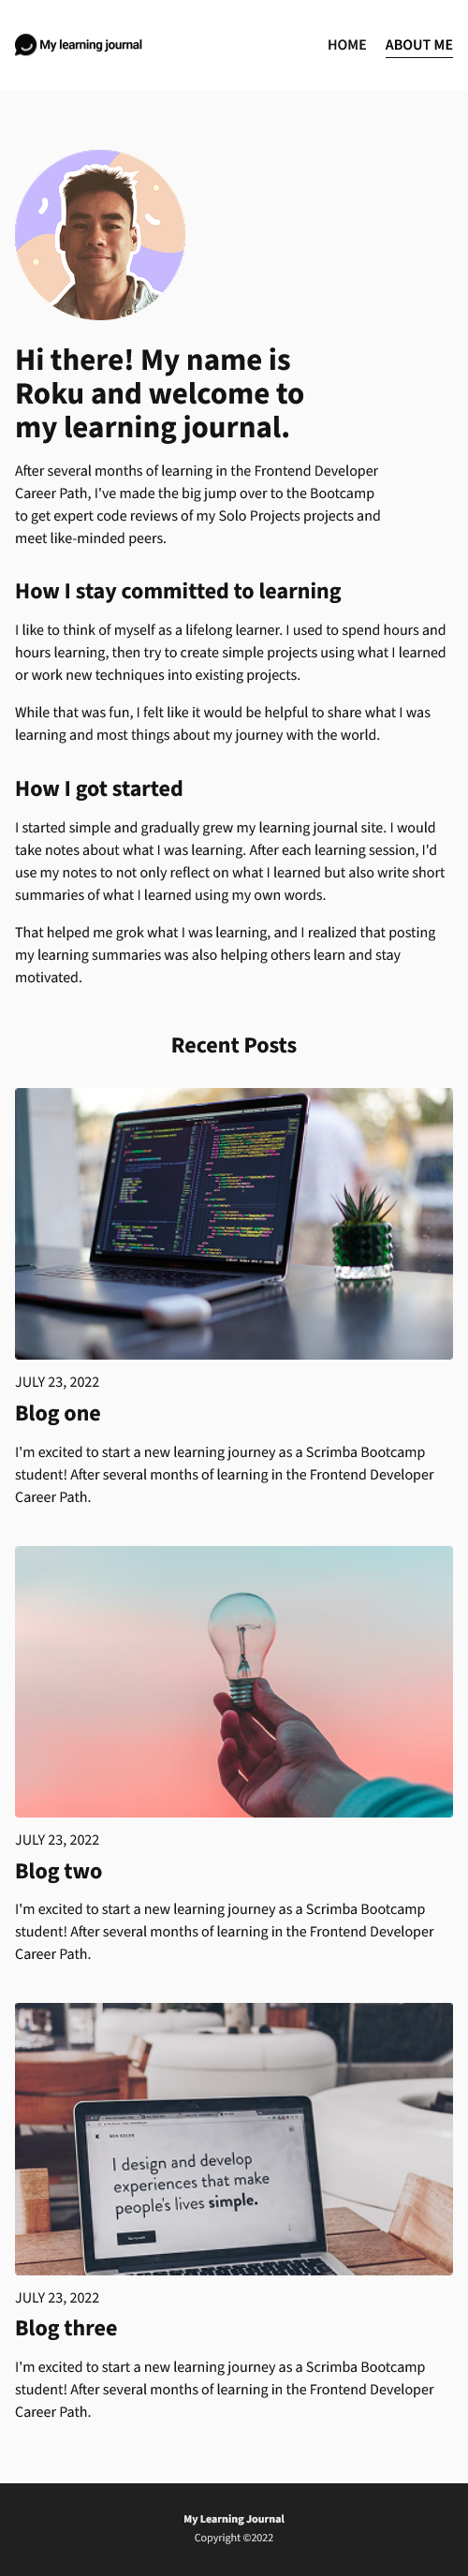 My learning journal
HOME ABOUT ME
Hi there! My name is
Roku and welcome to
my learning journal.
After several months of learning in the Frontend Developer
Career Path, I've made the big jump over to the Bootcamp
to get expert code reviews of my Solo Projects projects and
meet like-minded peers.
How I stay committed to learning
I like to think of myself as a lifelong learner. I used to spend hours and
hours learning, then try to create simple projects using what I learned
or work new techniques into existing projects.
While that was fun, I felt like it would be helpful to share what I was
learning and most things about my journey with the world.
How I got started
I started simple and gradually grew my learning journal site. I would
take notes about what I was learning. After each learning session, I'd
use my notes to not only reflect on what I learned but also write short
summaries of what I learned using my own words.
That helped me grok what I was learning, and I realized that posting
my learning summaries was also helping others learn and stay
motivated.
Recent Posts
JULY 23, 2022
Blog one
I'm excited to start a new learning journey as a Scrimba Bootcamp
student! After several months of learning in the Frontend Developer
Career Path.
JULY 23, 2022
Blog two
I'm excited to start a new learning journey as a Scrimba Bootcamp
student! After several months of learning in the Frontend Developer
Career Path.
I design and develop
experiences that make
people's lives simple.
JULY 23, 2022
Blog three
I'm excited to start a new learning journey as a Scrimba Bootcamp
student! After several months of learning in the Frontend Developer
Career Path.
My Learning Journal
Copyright ©2022